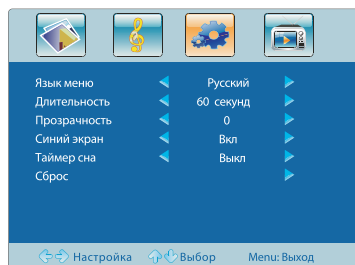 Язык меню Русский
Длительность 60 секунд
Прозрачность 0
Синий экран Вкл
Таймер сна Выкл
Сброс
Настройка Выбор Menu: Выход